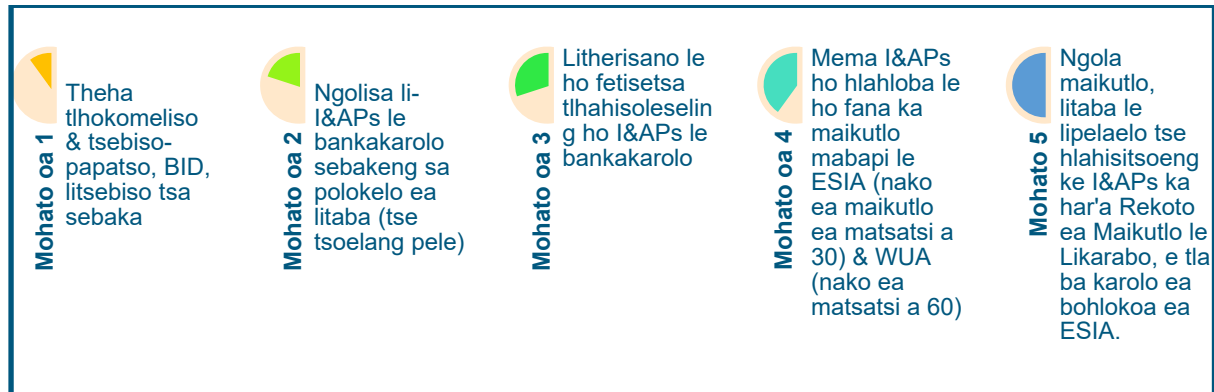 Mohato oa 1
Theha
tlhokomeliso
& tsebiso-
papatso, BID,
litsebiso tsa
sebaka
Mohato oa 2
Ngolisa li-
I&APs le
bankakarolo
sebakeng sa
polokelo ea
litaba (tse
tsoelang pele)
Mohato oa 3
Litherisano le
ho fetisetsa
tlhahisoleselin
g ho I&APs le
bankakarolo
Mohato oa 4
Mema I&APs
ho hlahloba le
ho fana ka
maikutlo
mabapi le
ESIA (nako
ea maikutlo
ea matsatsi a
30) & WUA
(nako ea
matsatsi a 60)
Mohato 5
Ngola
maikutlo,
litaba le
lipelaelo tse
hlahisitsoeng
ke I&APs ka
har'a Rekoto
ea Maikutlo le
Likarabo, e tla
ba karolo ea
bohlokoa ea
ESIA.